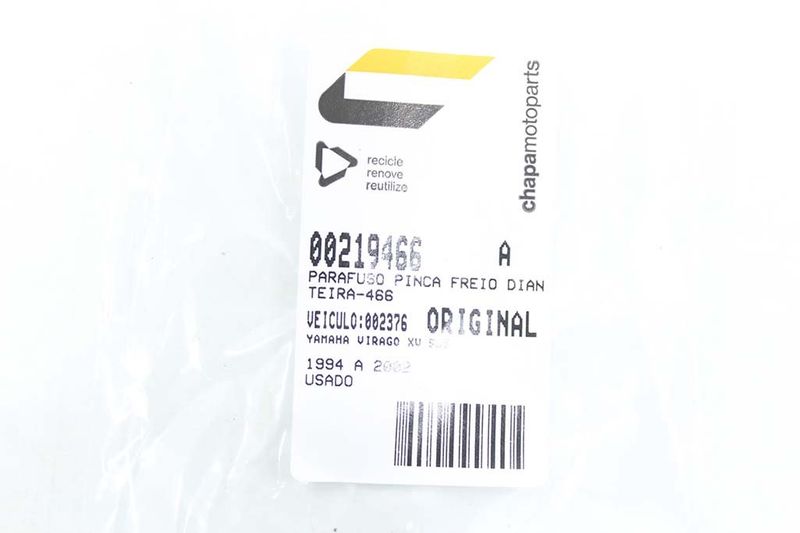 chapamotoparts
recicle
renove
reutilize
00219466 A
PARAFUSO PINCA FREIO DIAN
TEIRA-466
VEICULO:002376 ORIGINAL
YAMAHA VIRAGO XV
1994 A 2002
USADO